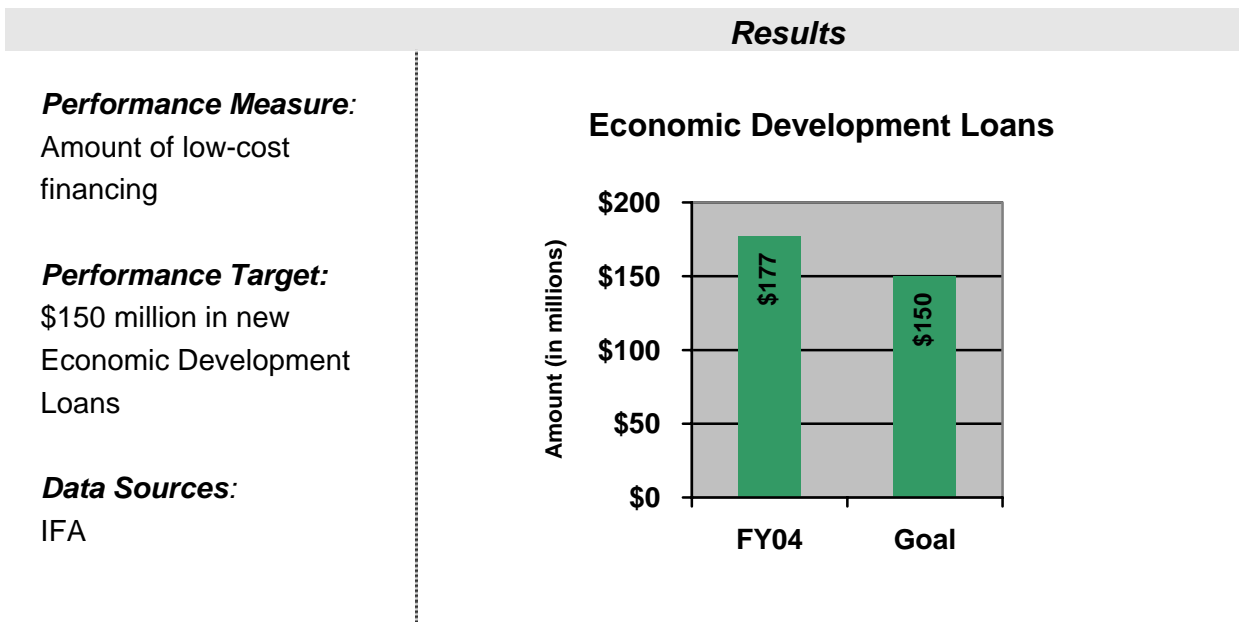 Results
Performance Measure:
Amount of low-cost
financing
Performance Target:
$150 million in new
Economic Development
Loans
Data Sources:
IFA
Economic Development Loans
Amount (in millions)
$200
$150
$100
$50
$0
$177
$150
FY04 Goal